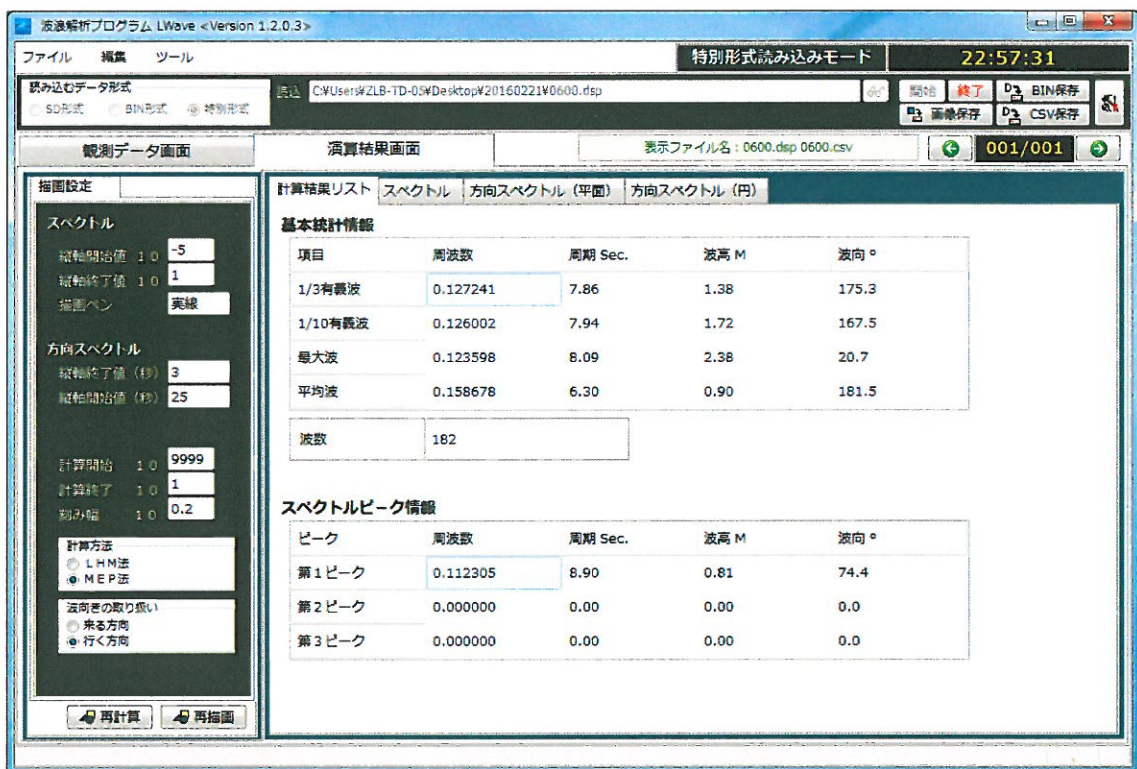 波浪解析プログラム LWave <Version 1.2.0.3>
ファイル 編集 ツール
特別形式読み込みモード
22:57:31
読み込むデータ形式
SD形式 BIN形式 特別形式
読込 C:¥Users¥ZLB-TD-05¥Desktop¥20160221¥0600.dsp
開始 終了 BIN保存
画像保存 CSV保存
観測データ画面
演算結果画面
表示ファイル名:0600.dsp 0600.csv
001/001
描画設定
スペクトル
縦軸開始値 10 -5
縦軸終了値 10 1
描画ペン 実線
方向スペクトル
縦軸終了値(秒) 3
縦軸開始値(秒) 25
計算開始 10 9999
計算終了 10 1
刻み幅 10 0.2
計算方法
LHM法
MEP法
波向きの取り扱い
来る方向
行く方向
再計算 再描画
計算結果リスト スペクトル 方向スペクトル(平面) 方向スペクトル(円)
基本統計情報
項目 周波数 周期 Sec. 波高 M 波向 °
1/3有義波 0.127241 7.86 1.38 175.3
1/10有義波 0.126002 7.94 1.72 167.5
最大波 0.123598 8.09 2.38 20.7
平均波 0.158678 6.30 0.90 181.5
波数 182
スペクトルピーク情報
ピーク 周波数 周期 Sec. 波高 M 波向 °
第1ピーク 0.112305 8.90 0.81 74.4
第2ピーク 0.000000 0.00 0.00 0.0
第3ピーク 0.000000 0.00 0.00 0.0